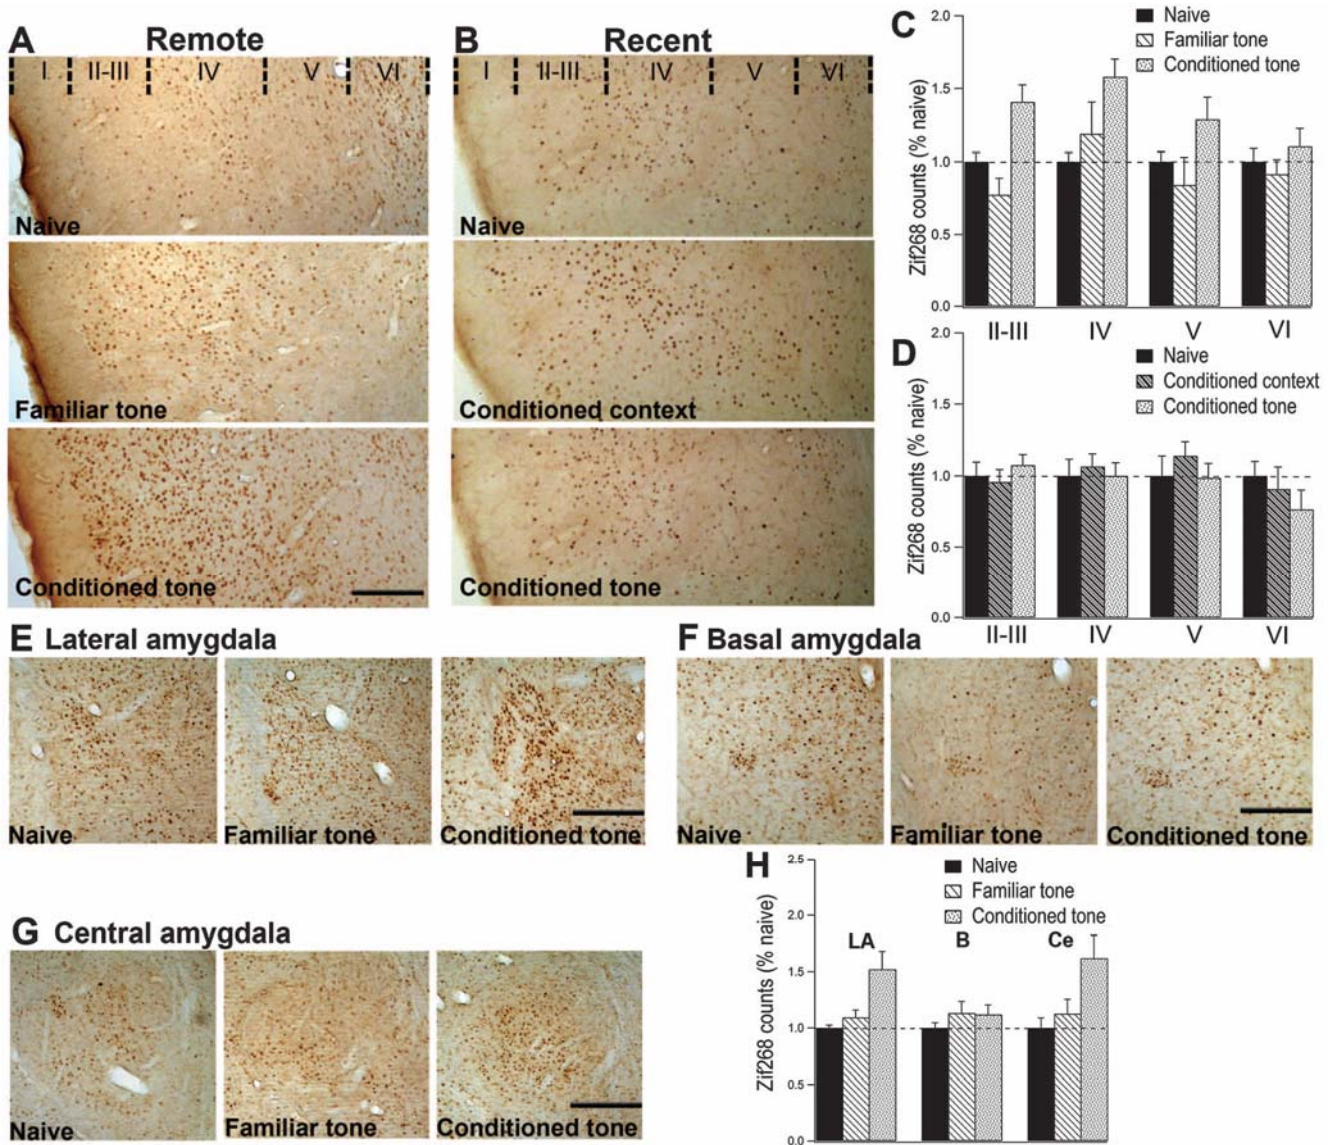 A Remote
I II-III IV V VI
Naive
Familiar tone
Conditioned tone
B Recent
I II-III IV V VI
Naive
Conditioned context
Conditioned tone
C
Naive
Familiar tone
Conditioned tone
Zif268 counts (% naive)
2.0
1.5
1.0
0.5
0.0
II-III IV V VI
D
Naive
Conditioned context
Conditioned tone
Zif268 counts (% naive)
2.0
1.5
1.0
0.5
0.0
II-III IV V VI
E Lateral amygdala
Naive
Familiar tone
Conditioned tone
F Basal amygdala
Naive
Familiar tone
Conditioned tone
G Central amygdala
Naive
Familiar tone
Conditioned tone
H
Naive
Familiar tone
Conditioned tone
Zif268 counts (% naive)
2.5
2.0
1.5
1.0
0.5
0.0
LA B Ce